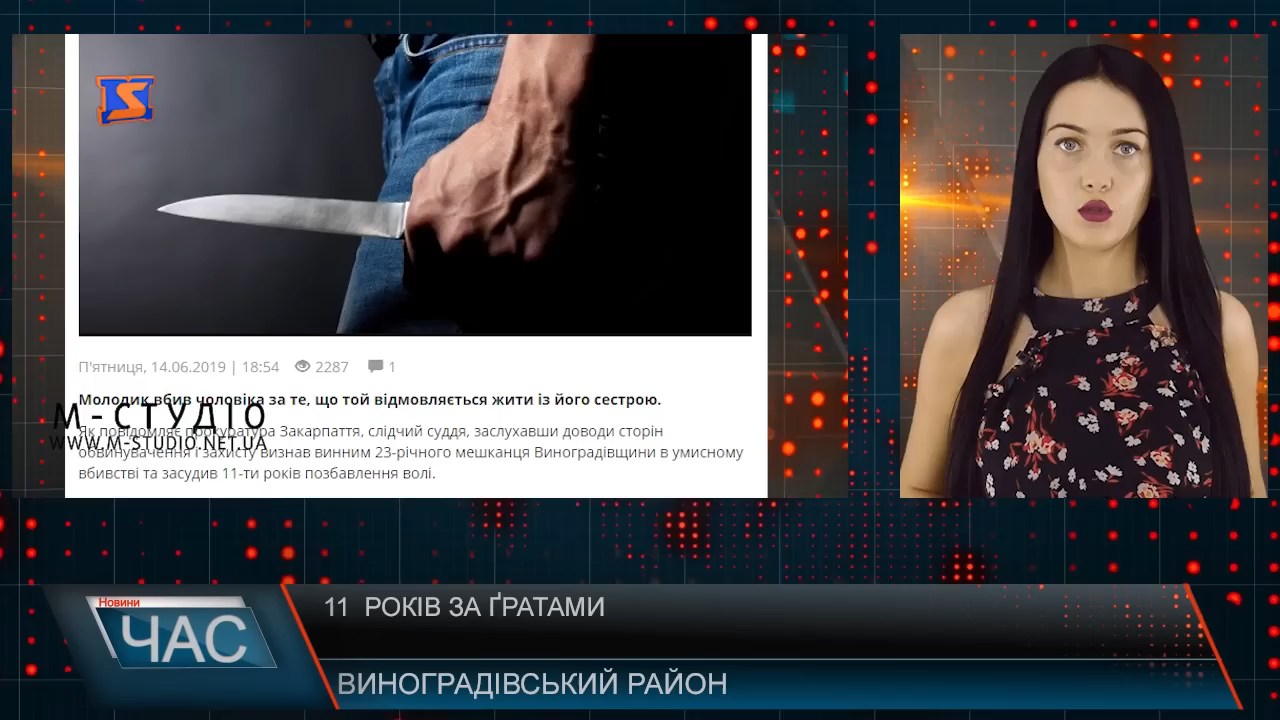 П'ятниця, 14.06.2019 | 18:54 2287 1
Молодик вбив чоловіка за те, що той відмовляється жити із його сестрою.
М-СТУДІО
Як повідомляє прокуратура Закарпаття, слідчий суддя, заслухавши доводи сторін
WWW.M-STUDIO.NET.UA
обвинувачення і захисту визнав винним 23-річного мешканця Виноградівщини в умисному
вбивстві та засудив 11-ти років позбавлення волі.
Новини
ЧАС
11 РОКІВ ЗА ҐРАТАМИ
ВИНОГРАДІВСЬКИЙ РАЙОН